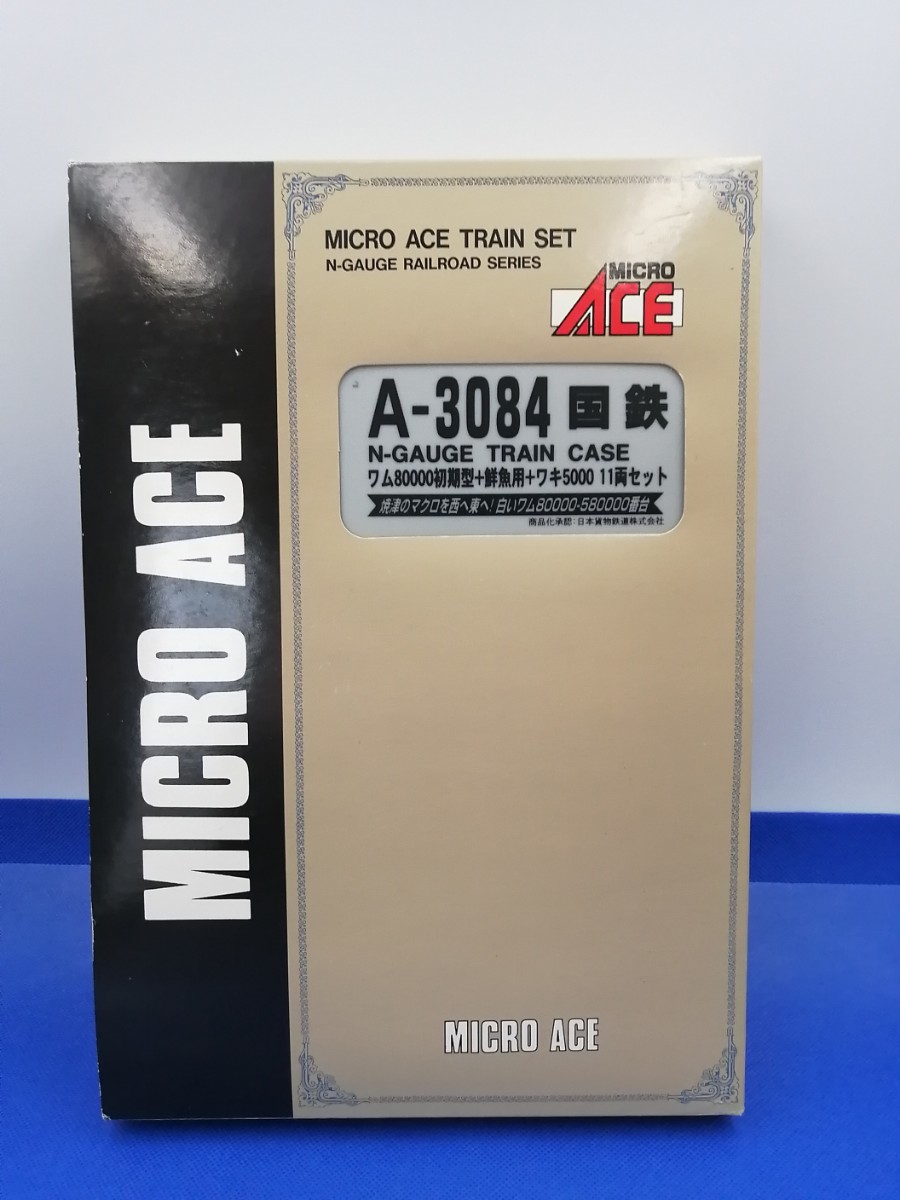 MICRO ACE
MICRO ACE TRAIN SET
N-GAUGE RAILROAD SERIES
MICRO
ACE
A-3084 国鉄
N-GAUGE TRAIN CASE
ワム80000初期型+鮮魚用+ワキ5000 11両セット
焼津のマクロを西へ東へ!白いワム80000-580000番台
商品化承認:日本貨物鉄道株式会社
MICRO ACE